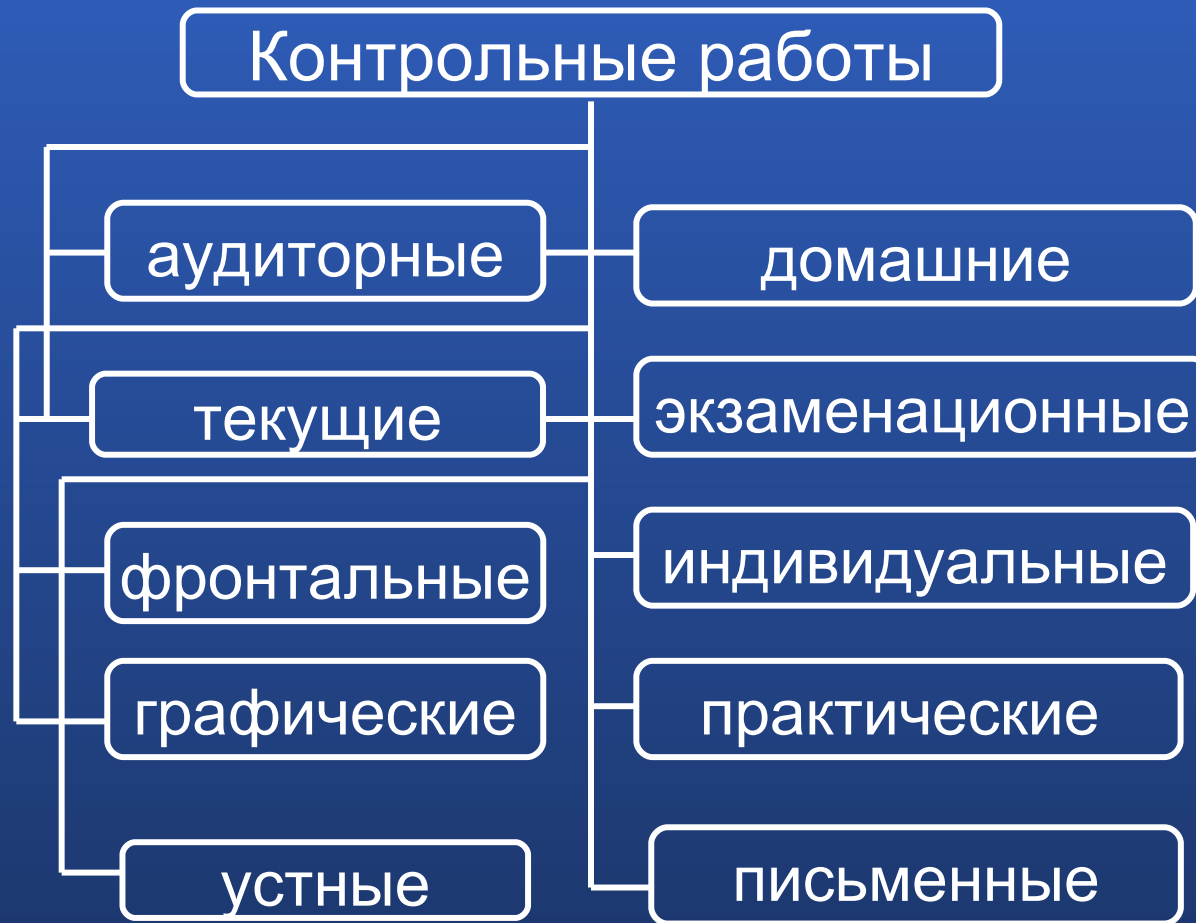 Контрольные работы
аудиторные
домашние
текущие
экзаменационные
фронтальные
индивидуальные
графические
практические
устные
письменные